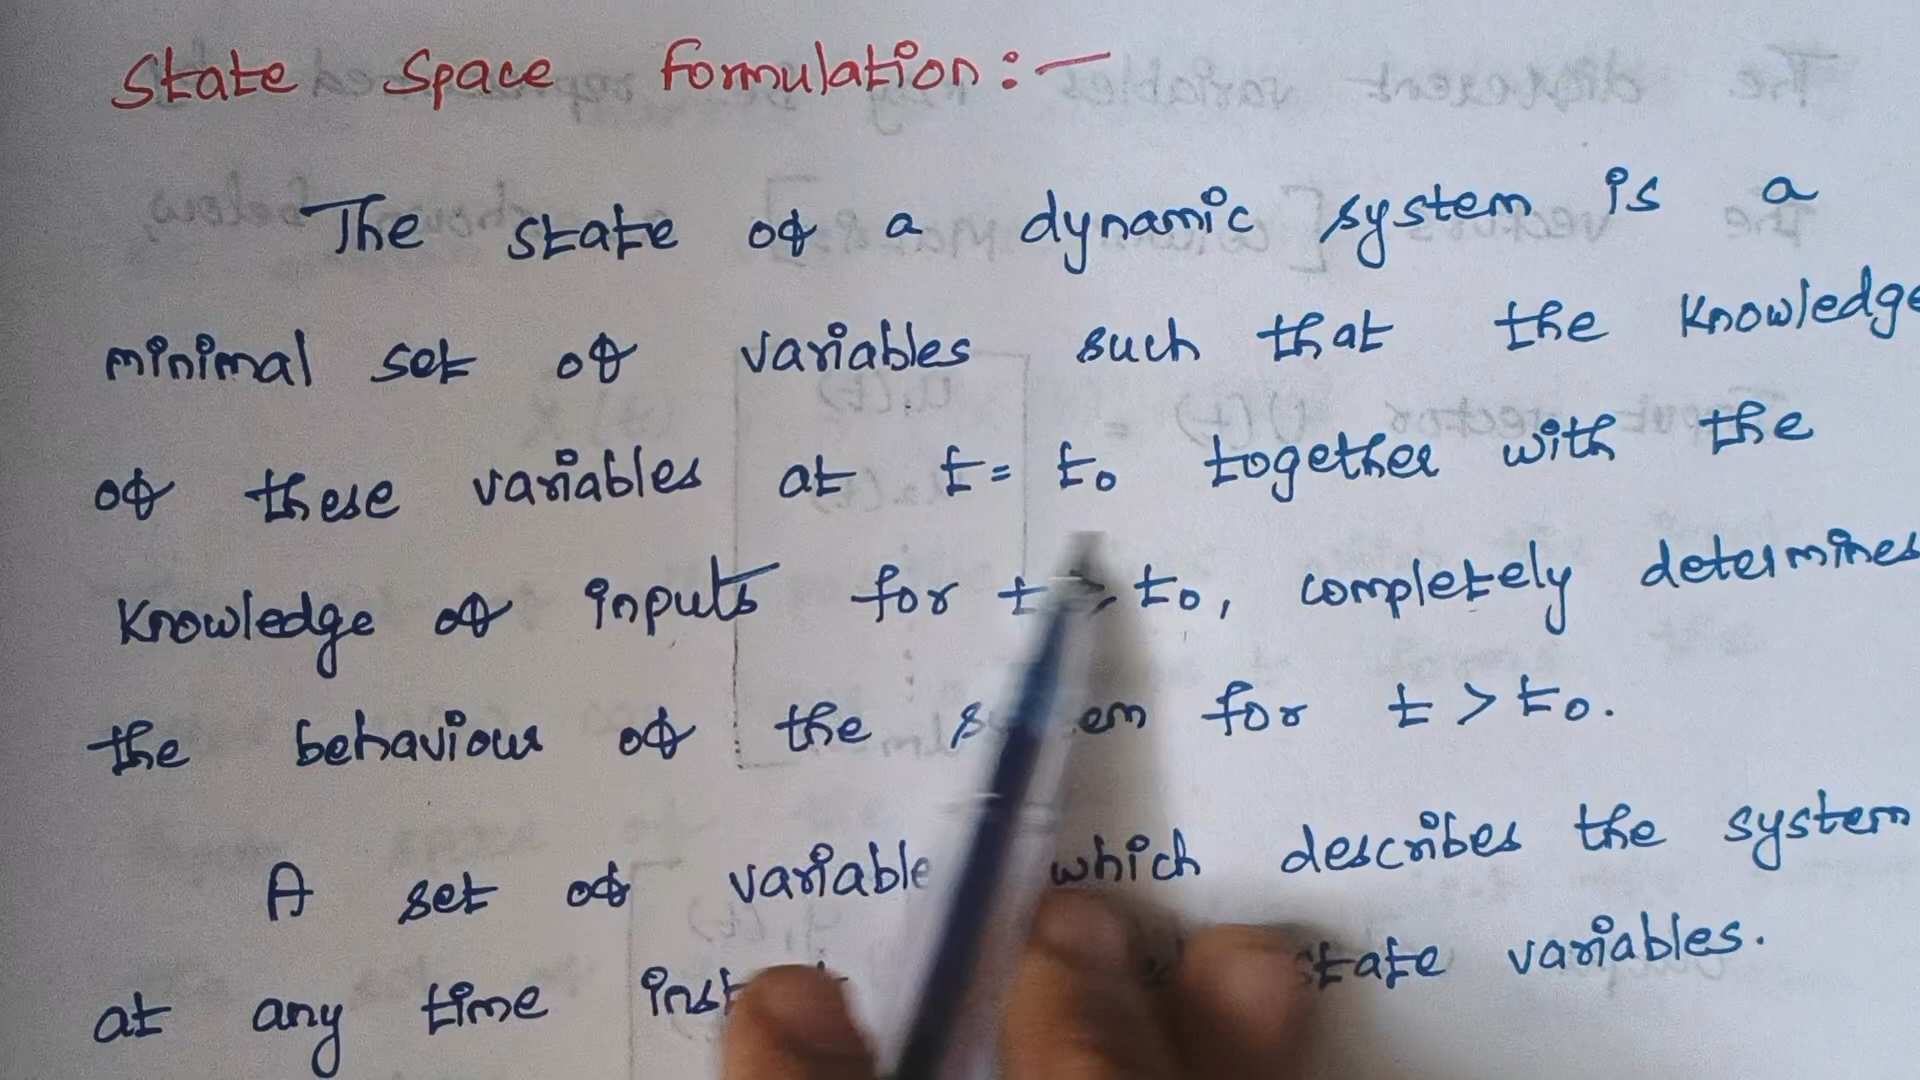 State Space Formulation:-
The state of a dynamic system is a
minimal set of variables such that the Knowledge
of these variables at t = t₀ together with the
Knowledge of inputs for t > t₀, completely determines
the behaviour of the system for t > t₀.
A set of variable which describes the system
at any time state variables.